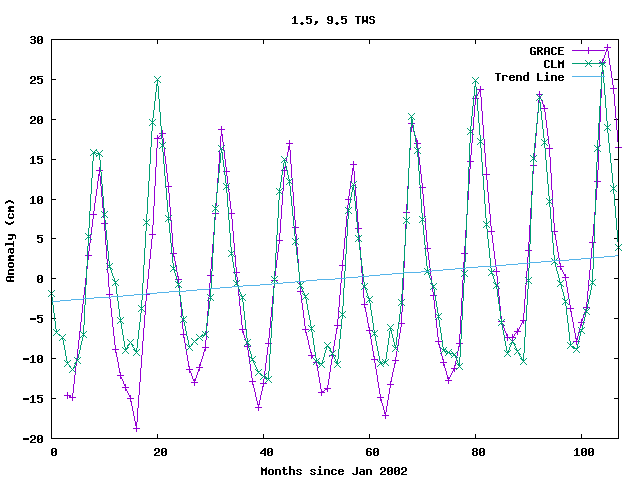 1.5, 9.5 TWS
30
25
20
15
10
5
0
-5
-10
-15
-20
Anomaly (cm)
GRACE
CLM
Trend Line
0 20 40 60 80 100
Months since Jan 2002